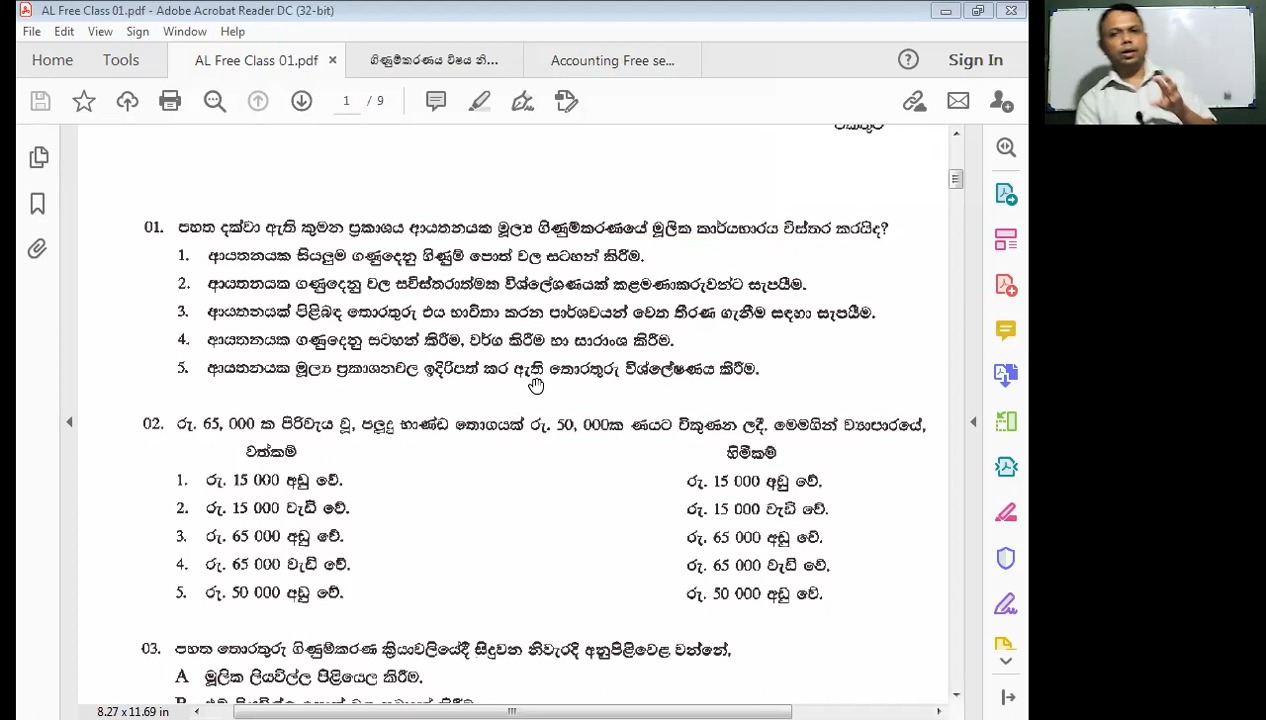 AL Free Class 01.pdf - Adobe Acrobat Reader DC (32-bit)
File Edit View Sign Window Help
Home Tools AL Free Class 01.pdf × ගිණුම්කරණය විෂය නි... Accounting Free se... Sign In
1 / 9
01. පහත දක්වා ඇති කුමන ප්‍රකාශය ආයතනයක මූල්‍ය ගිණුම්කරණයේ මූලික කාර්යභාරය විස්තර කරයිද?
1. ආයතනයක සියලුම ගණුදෙනු ගිණුම් පොත් වල සටහන් කිරීම.
2. ආයතනයක ගණුදෙනු වල සවිස්තරාත්මක විශ්ලේශණයක් කළමණාකරුවන්ට සැපයීම.
3. ආයතනයක් පිළිබඳ තොරතුරු එය භාවිතා කරන පාර්ශවයන් වෙත තීරණ ගැනීම සඳහා සැපයීම.
4. ආයතනයක ගණුදෙනු සටහන් කිරීම, වර්ග කිරීම හා සාරාංශ කිරීම.
5. ආයතනයක මූල්‍ය ප්‍රකාශනවල ඉදිරිපත් කර ඇති තොරතුරු විශ්ලේෂණය කිරීම.
02. රු. 65, 000 ක පිරිවැය වූ, පලුදු භාණ්ඩ තොගයක් රු. 50, 000ක ණයට විකුණන ලදී. මෙමගින් ව්‍යාපාරයේ,
වත්කම් හිමිකම්
1. රු. 15 000 අඩු වේ. රු. 15 000 අඩු වේ.
2. රු. 15 000 වැඩි වේ. රු. 15 000 වැඩි වේ.
3. රු. 65 000 අඩු වේ. රු. 65 000 අඩු වේ.
4. රු. 65 000 වැඩි වේ. රු. 65 000 වැඩි වේ.
5. රු. 50 000 අඩු වේ. රු. 50 000 අඩු වේ.
03. පහත තොරතුරු ගිණුම්කරණ ක්‍රියාවලියේදී සිදුවන නිවැරදි අනුපිළිවෙළ වන්නේ,
A මූලික ලියවිල්ල පිළියෙල කිරීම.
8.27 x 11.69 in